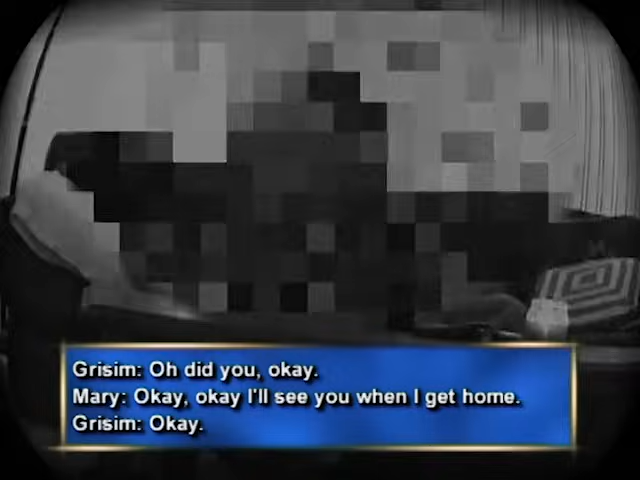 Grisim: Oh did you, okay.
Mary: Okay, okay I'll see you when I get home.
Grisim: Okay.